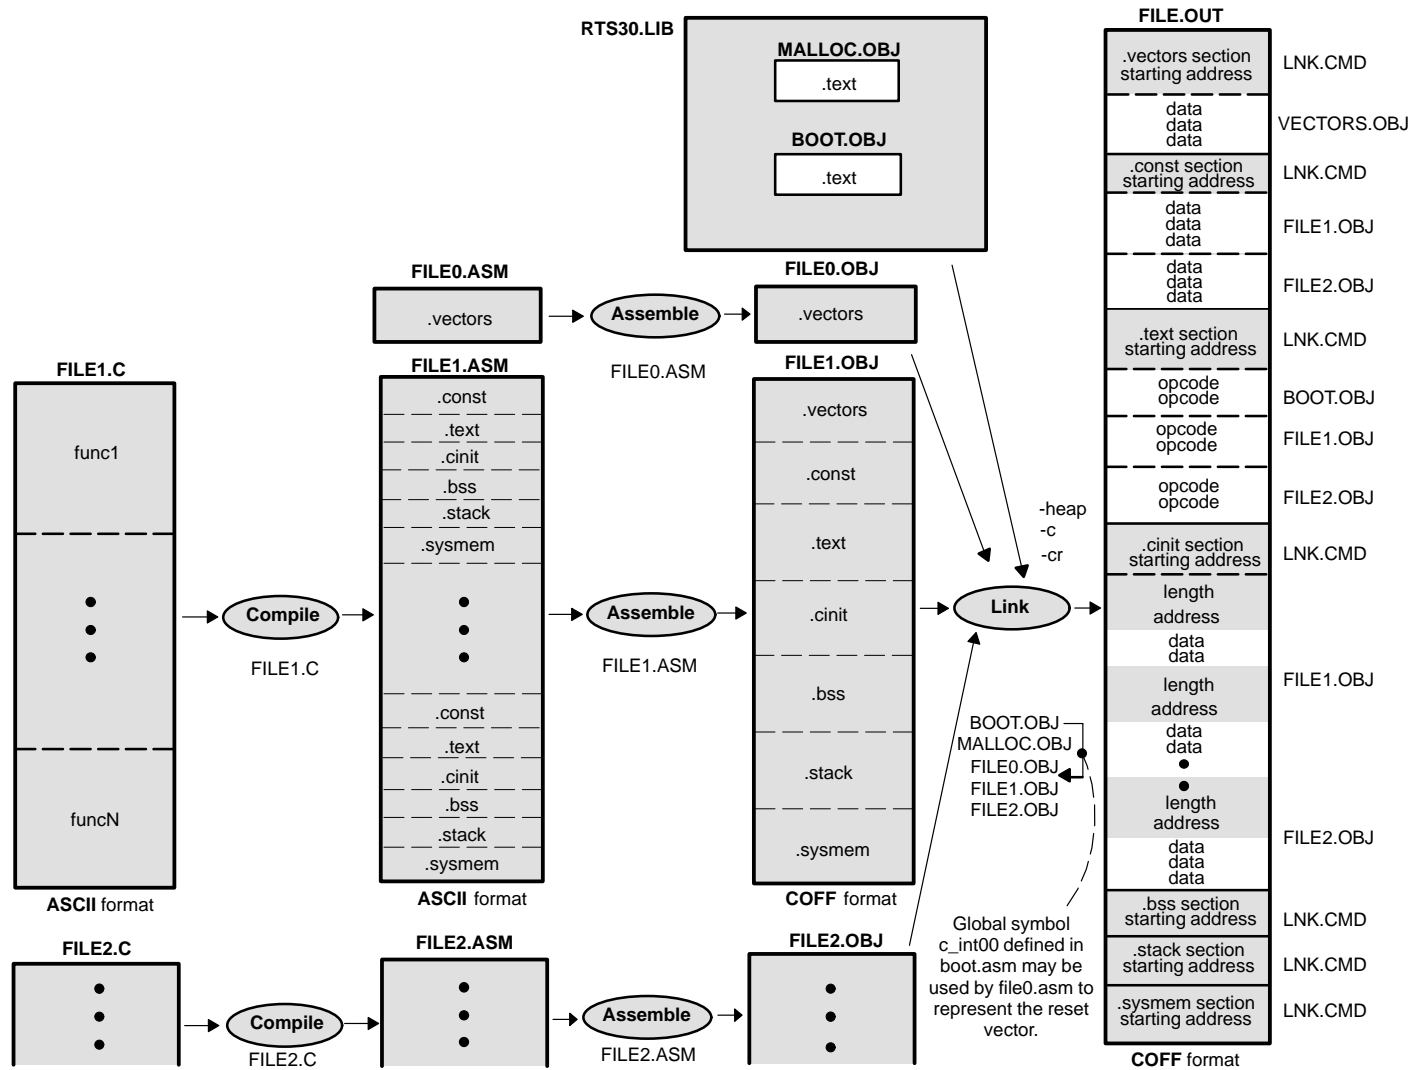 RTS30.LIB
MALLOC.OBJ
.text
BOOT.OBJ
.text
FILE0.ASM
.vectors
Assemble
FILE0.ASM
FILE0.OBJ
.vectors
FILE1.C
func1
funcN
ASCII format
Compile
FILE1.C
FILE1.ASM
.const
.text
.cinit
.bss
.stack
.sysmem
.const
.text
.cinit
.bss
.stack
.sysmem
ASCII format
Assemble
FILE1.ASM
FILE1.OBJ
.vectors
.const
.text
.cinit
.bss
.stack
.sysmem
COFF format
FILE2.C
Compile
FILE2.C
FILE2.ASM
Assemble
FILE2.ASM
FILE2.OBJ
-heap
-c
-cr
Link
BOOT.OBJ
MALLOC.OBJ
FILE0.OBJ
FILE1.OBJ
FILE2.OBJ
Global symbol
c_int00 defined in
boot.asm may be
used by file0.asm to
represent the reset
vector.
FILE.OUT
.vectors section
starting address
LNK.CMD
data
data
data
VECTORS.OBJ
.const section
starting address
LNK.CMD
data
data
data
FILE1.OBJ
data
data
data
FILE2.OBJ
.text section
starting address
LNK.CMD
opcode
opcode
BOOT.OBJ
opcode
opcode
FILE1.OBJ
opcode
opcode
FILE2.OBJ
.cinit section
starting address
LNK.CMD
length
address
data
data
length
address
FILE1.OBJ
data
data
length
address
FILE2.OBJ
data
data
data
.bss section
starting address
LNK.CMD
.stack section
starting address
LNK.CMD
.sysmem section
starting address
LNK.CMD
COFF format